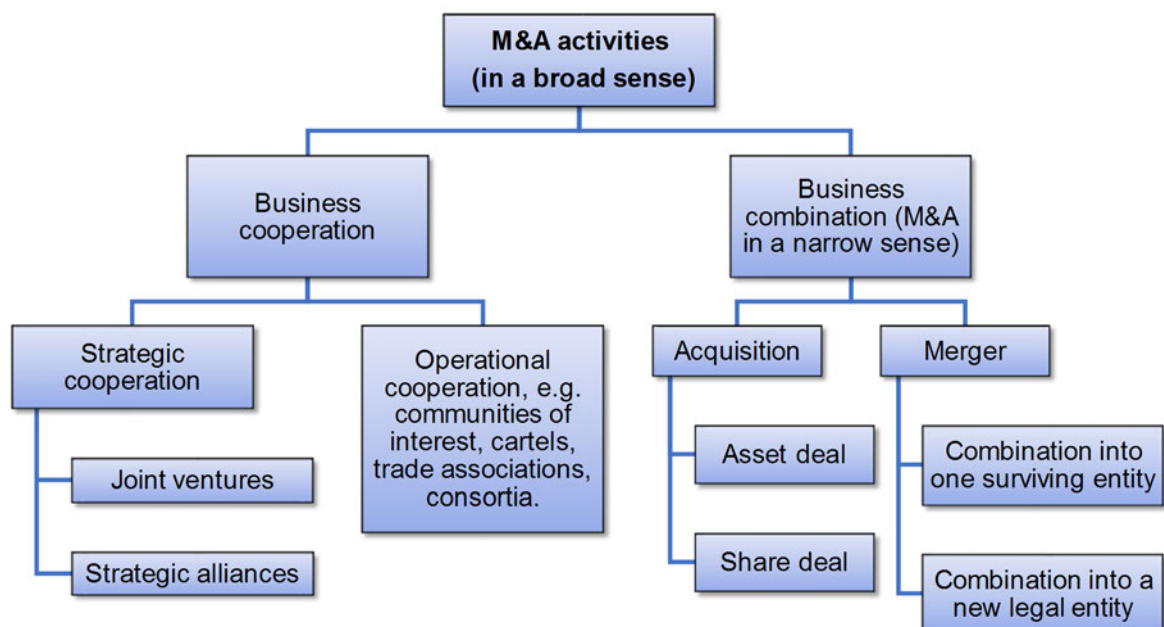 M&A activities
(in a broad sense)
Business
cooperation
Business
combination (M&A
in a narrow sense)
Strategic
cooperation
Operational
cooperation, e.g.
communities of
interest, cartels,
trade associations,
consortia.
Acquisition
Merger
Joint ventures
Strategic alliances
Asset deal
Share deal
Combination into
one surviving entity
Combination into a
new legal entity